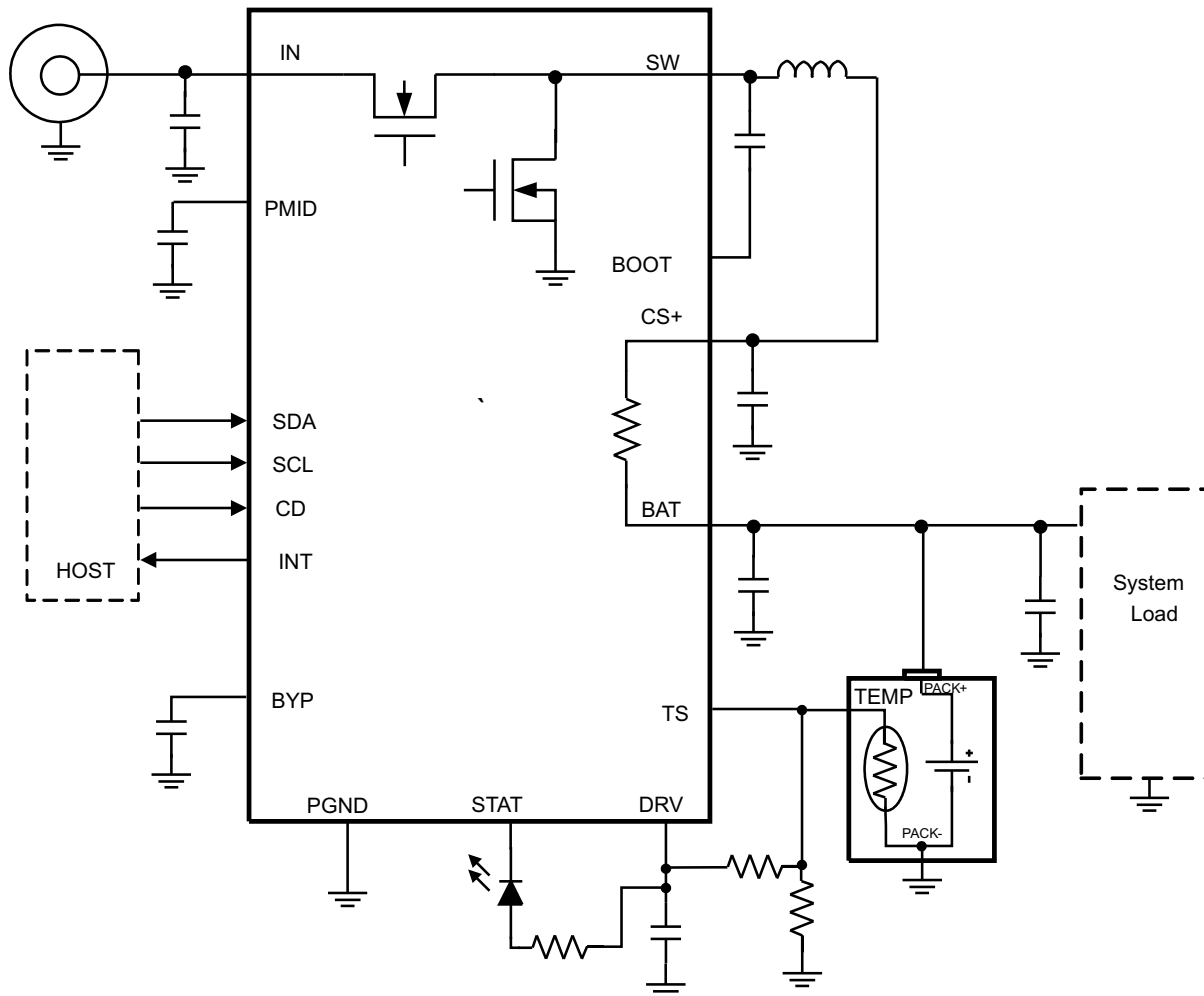 IN
SW
PMID
BOOT
CS+
SDA
SCL
CD
INT
HOST
BAT
System
Load
BYP
TS
TEMP
PACK+
+
-
PACK-
PGND
STAT
DRV